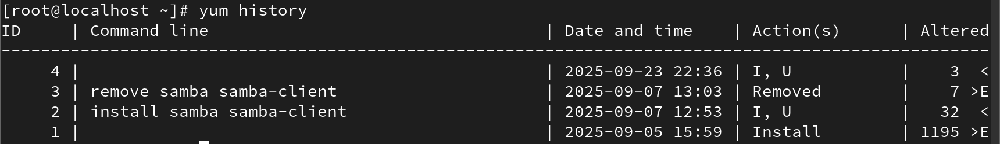 [root@localhost ~]# yum history
ID     | Command line                                  | Date and time    | Action(s)      | Altered
----------------------------------------------------------------------------------------------------
     4 |                                               | 2025-09-23 22:36 | I, U           |    3  <
     3 | remove samba samba-client                     | 2025-09-07 13:03 | Removed        |    7 >E
     2 | install samba samba-client                    | 2025-09-07 12:53 | I, U           |   32  <
     1 |                                               | 2025-09-05 15:59 | Install        | 1195 >E